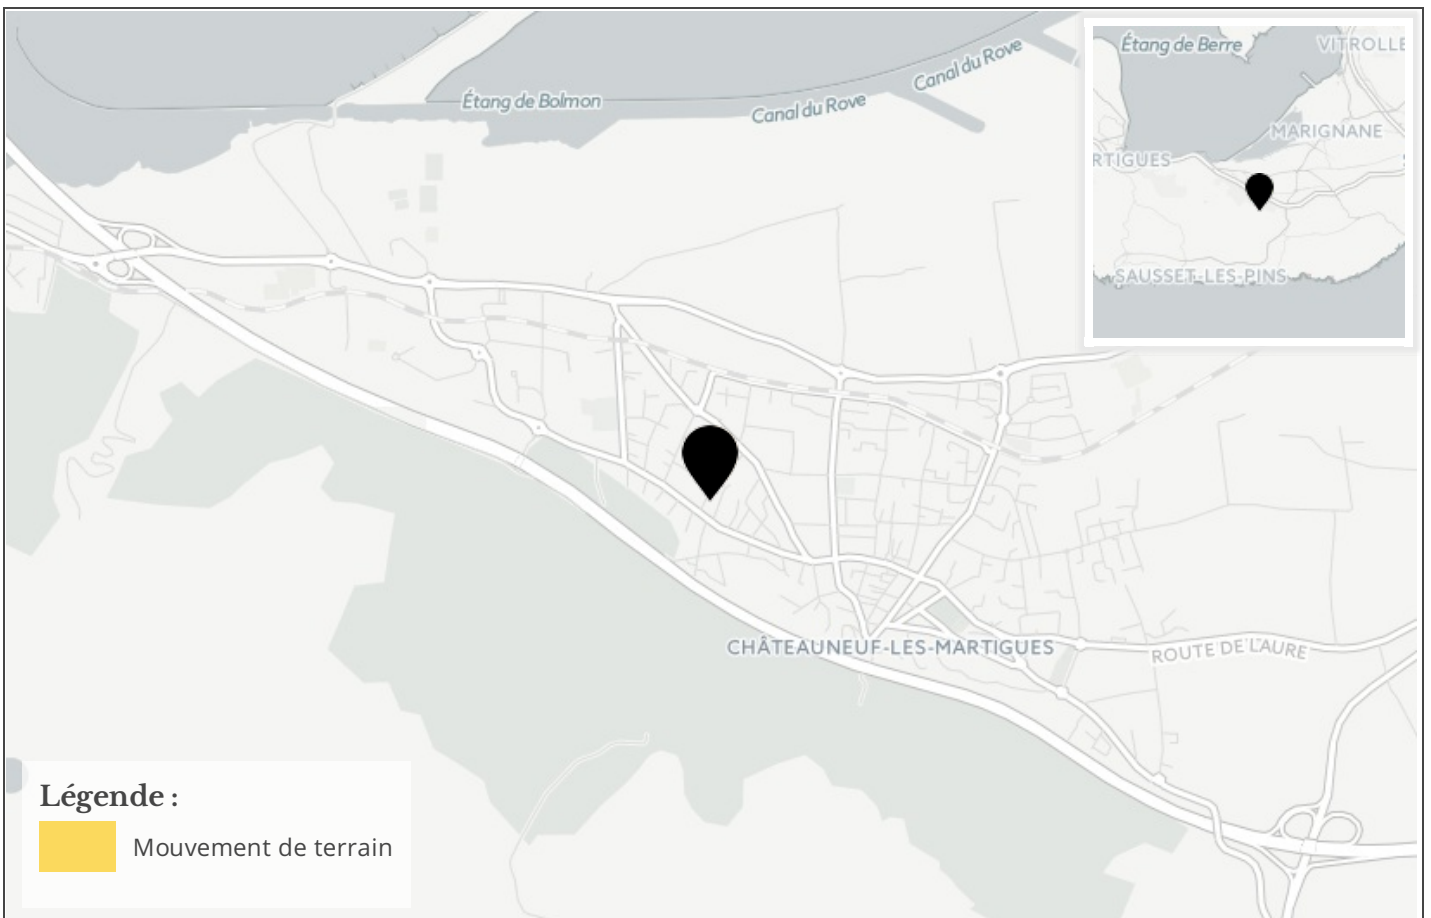 Étang de Bolmon
Canal du Rove
Canal du Rove
Étang de Berre
VITROLLE
MARIGNANE
RTIGUES
SAUSSET-LES-PINS
CHÂTEAUNEUF-LES-MARTIGUES
ROUTE DE L'AURE
Légende :
Mouvement de terrain